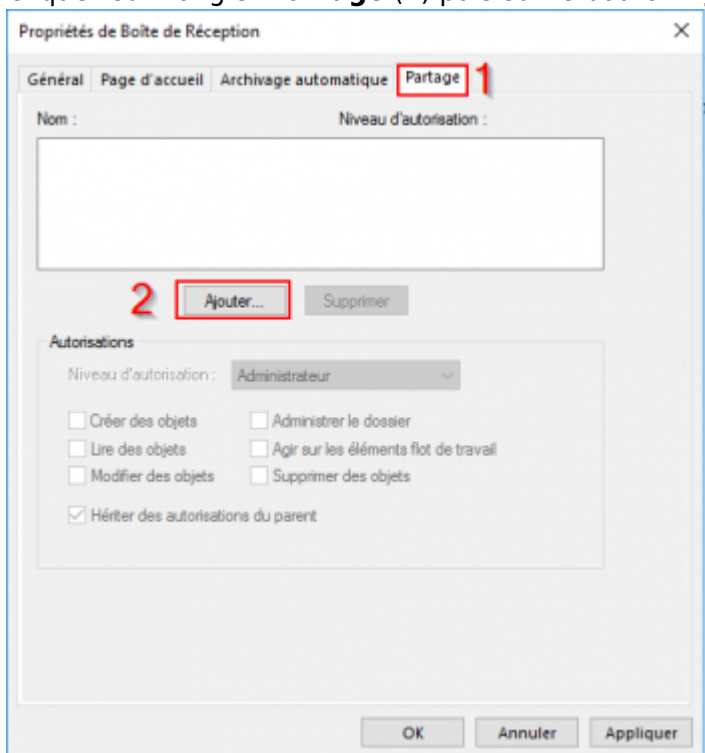 Propriétés de Boîte de Réception
Général Page d'accueil Archivage automatique Partage 1
Nom : Niveau d'autorisation :
2 Ajouter... Supprimer
Autorisations
Niveau d'autorisation : Administrateur
Créer des objets Administrer le dossier
Lire des objets Agir sur les éléments flot de travail
Modifier des objets Supprimer des objets
Hériter des autorisations du parent
OK Annuler Appliquer